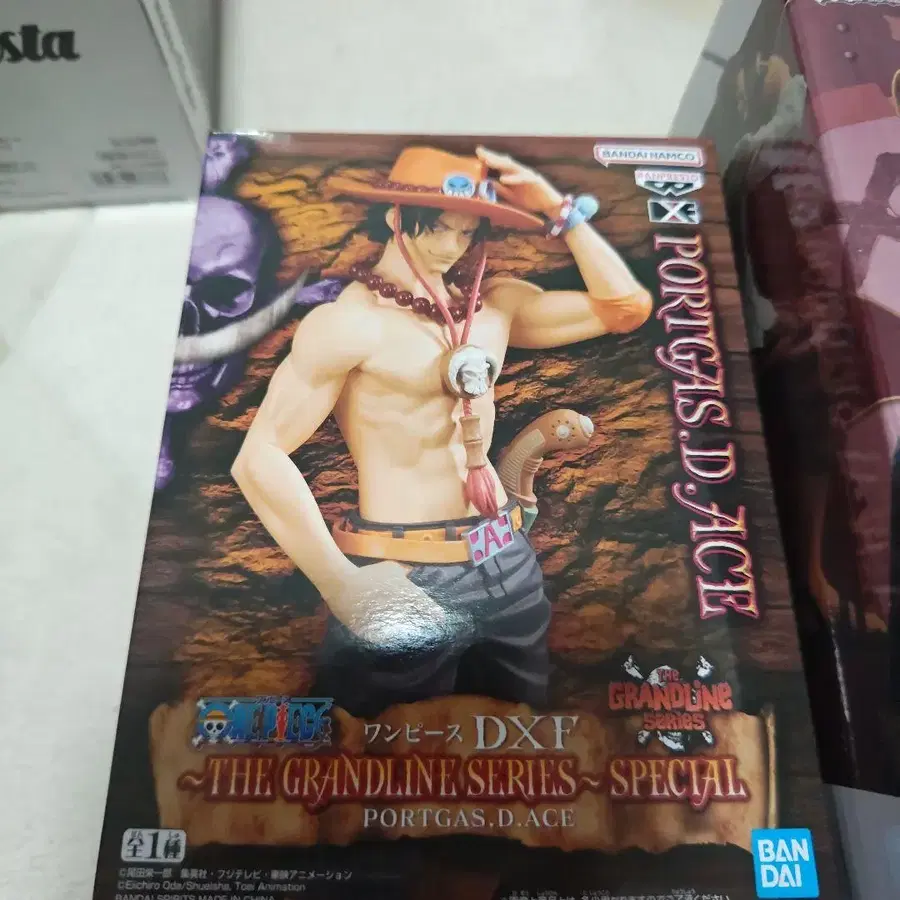 sta
BANDAI NAMCO
BANPRESTO
PORTGAS.D.ACE
A
THE
GRANDLINE
SERIES
ONE PIECE
ワンピース DXF
~THE GRANDLINE SERIES~ SPECIAL
PORTGAS.D.ACE
全1種
©尾田栄一郎/集英社・フジテレビ・東映アニメーション
©Eiichiro Oda/Shueisha, Toei Animation
BANDAI SPIRITS MADE IN CHINA
BAN
DAI